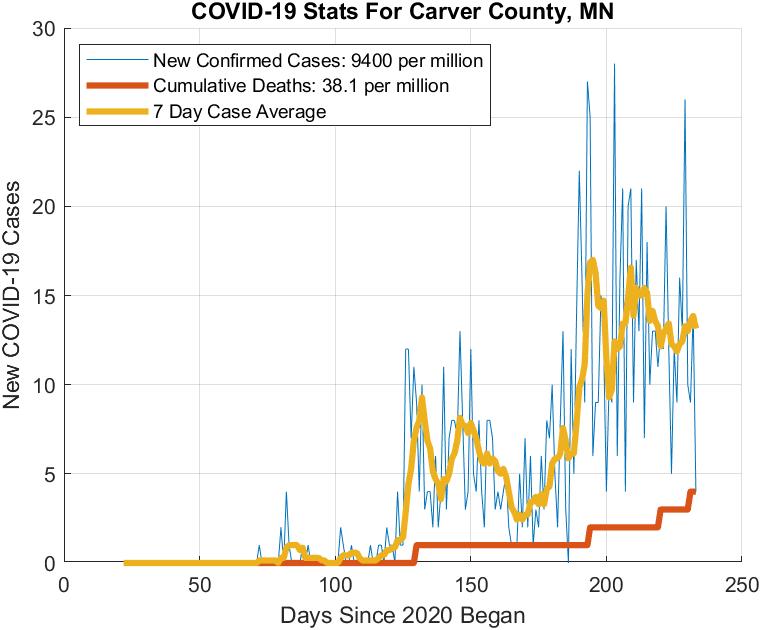 COVID-19 Stats For Carver County, MN
New Confirmed Cases: 9400 per million
Cumulative Deaths: 38.1 per million
7 Day Case Average
New COVID-19 Cases
30
25
20
15
10
5
0
0 50 100 150 200 250
Days Since 2020 Began